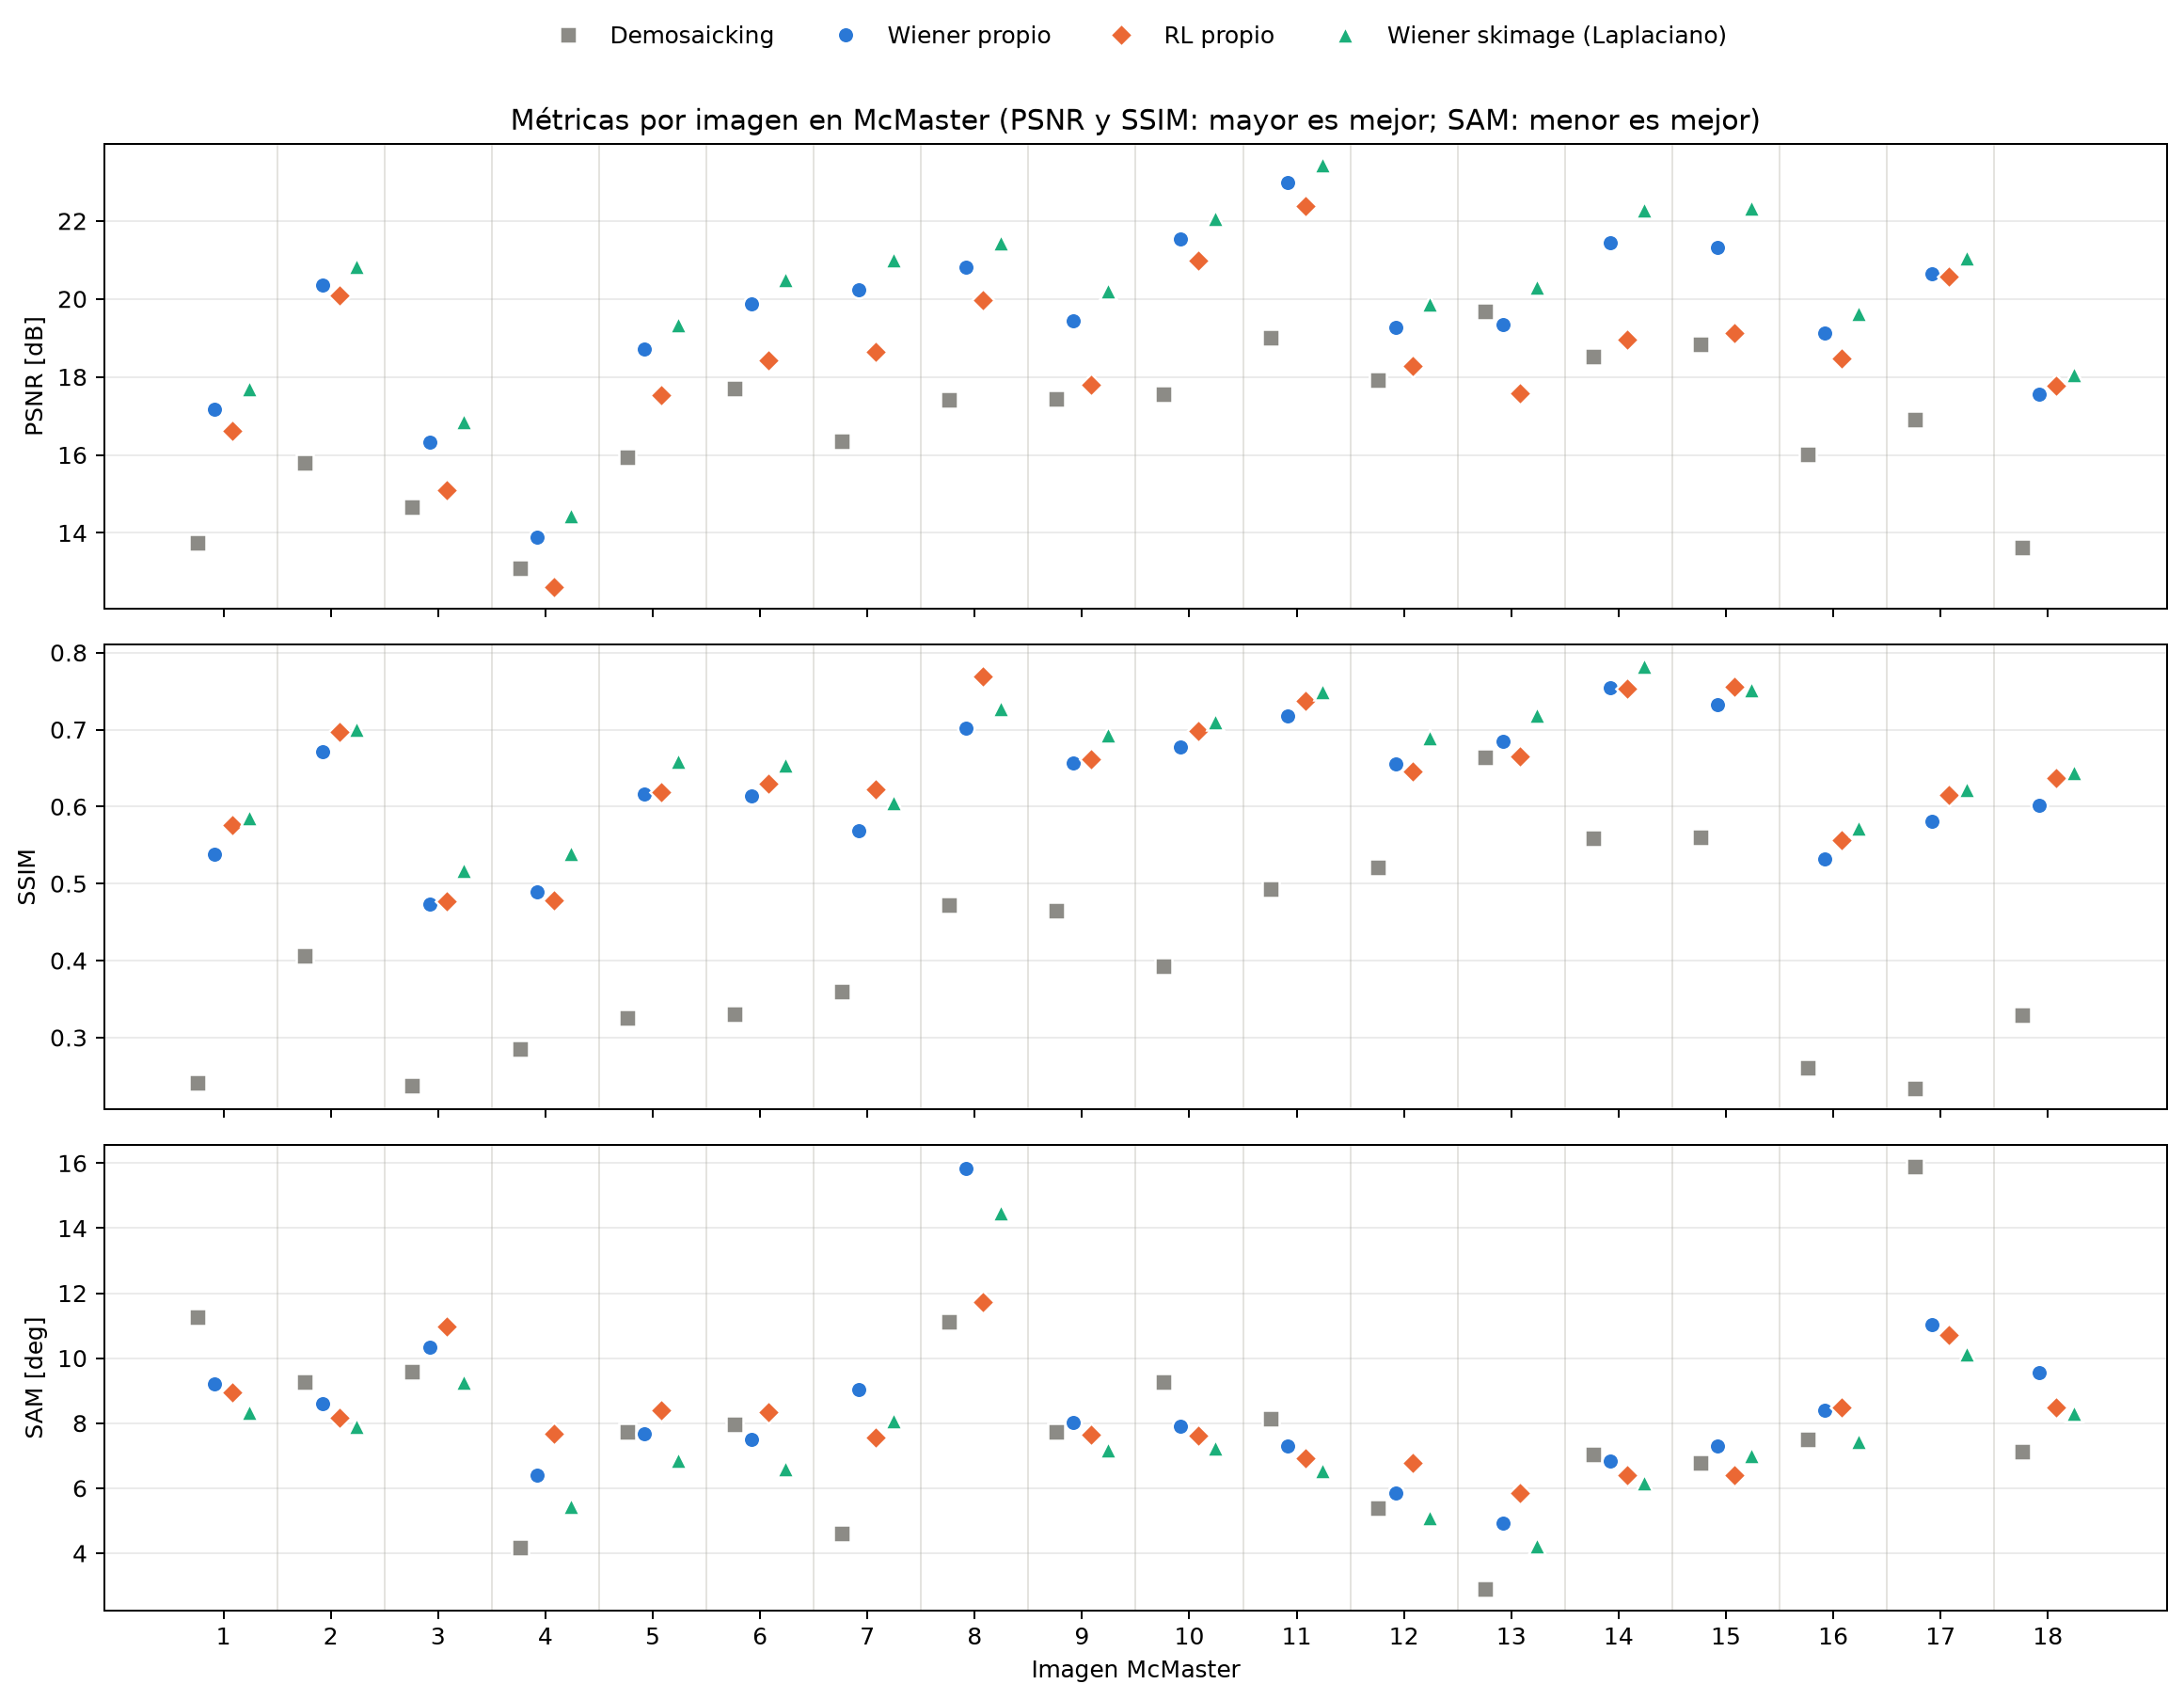 Demosaicking Wiener propio RL propio Wiener skimage (Laplaciano)
Métricas por imagen en McMaster (PSNR y SSIM: mayor es mejor; SAM: menor es mejor)
PSNR [dB]
22
20
18
16
14
SSIM
0.8
0.7
0.6
0.5
0.4
0.3
SAM [deg]
16
14
12
10
8
6
4
1 2 3 4 5 6 7 8 9 10 11 12 13 14 15 16 17 18
Imagen McMaster